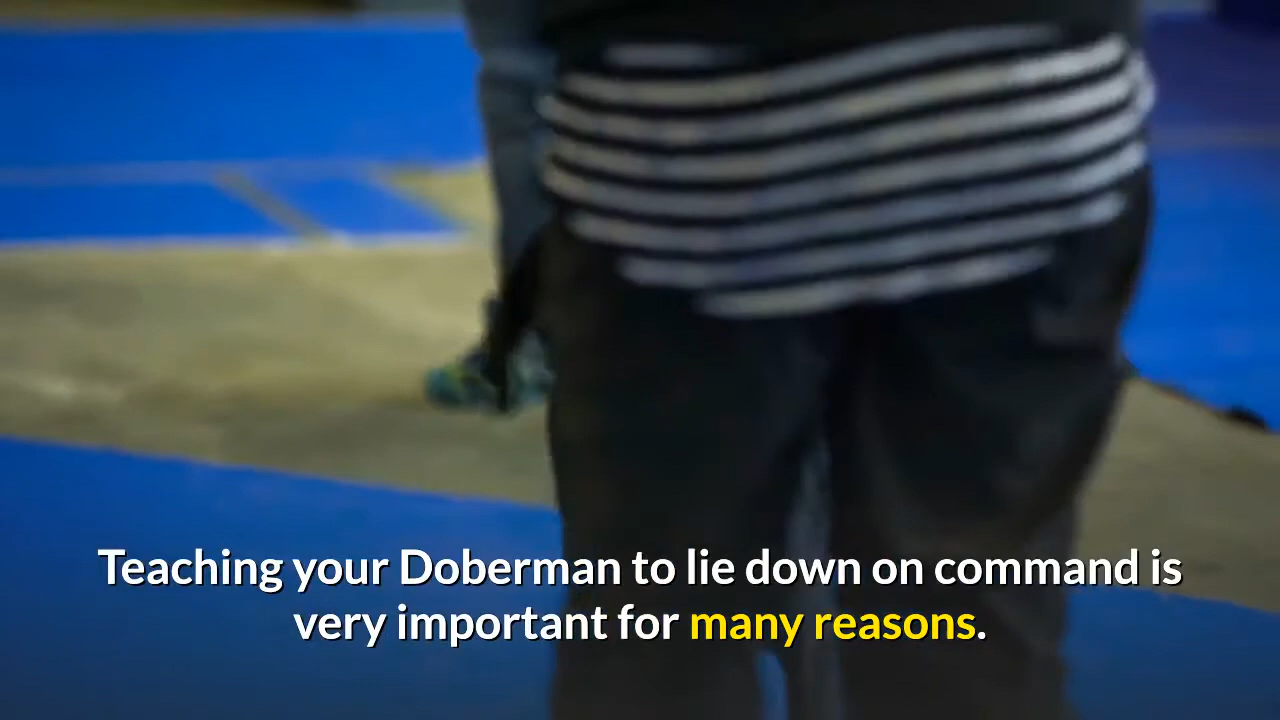 Teaching your Doberman to lie down on command is
very important for many reasons.